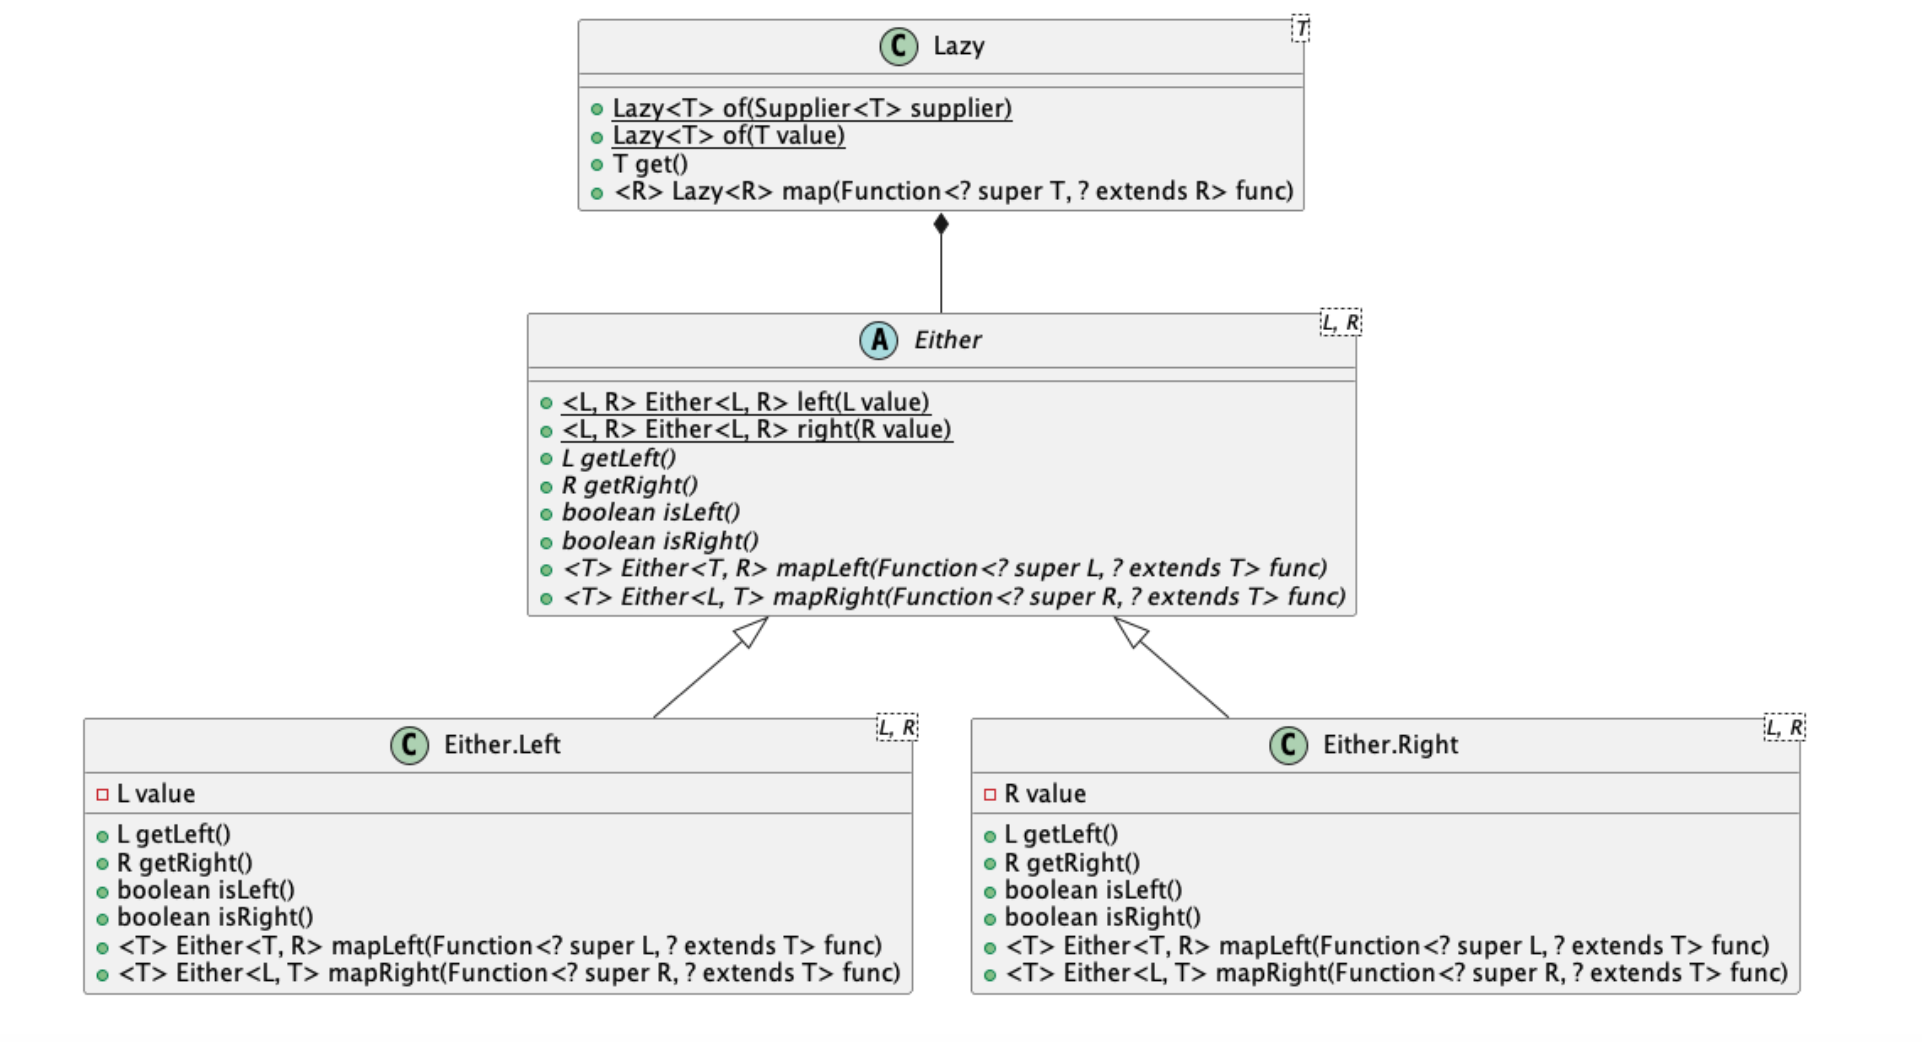 T
C Lazy
Lazy<T> of(Supplier<T> supplier)
Lazy<T> of(T value)
T get()
<R> Lazy<R> map(Function<? super T, ? extends R> func)
L, R
A Either
<L, R> Either<L, R> left(L value)
<L, R> Either<L, R> right(R value)
L getLeft()
R getRight()
boolean isLeft()
boolean isRight()
<T> Either<T, R> mapLeft(Function<? super L, ? extends T> func)
<T> Either<L, T> mapRight(Function<? super R, ? extends T> func)
L, R
C Either.Left
L value
L getLeft()
R getRight()
boolean isLeft()
boolean isRight()
<T> Either<T, R> mapLeft(Function<? super L, ? extends T> func)
<T> Either<L, T> mapRight(Function<? super R, ? extends T> func)
L, R
C Either.Right
R value
L getLeft()
R getRight()
boolean isLeft()
boolean isRight()
<T> Either<T, R> mapLeft(Function<? super L, ? extends T> func)
<T> Either<L, T> mapRight(Function<? super R, ? extends T> func)